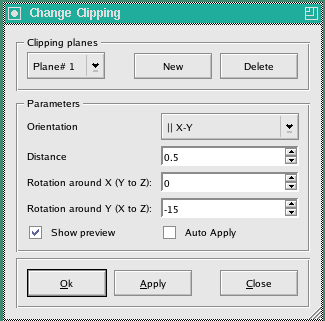 Change Clipping
Clipping planes
Plane# 1 New Delete
Parameters
Orientation || X-Y
Distance 0.5
Rotation around X (Y to Z): 0
Rotation around Y (X to Z): -15
Show preview Auto Apply
Ok Apply Close